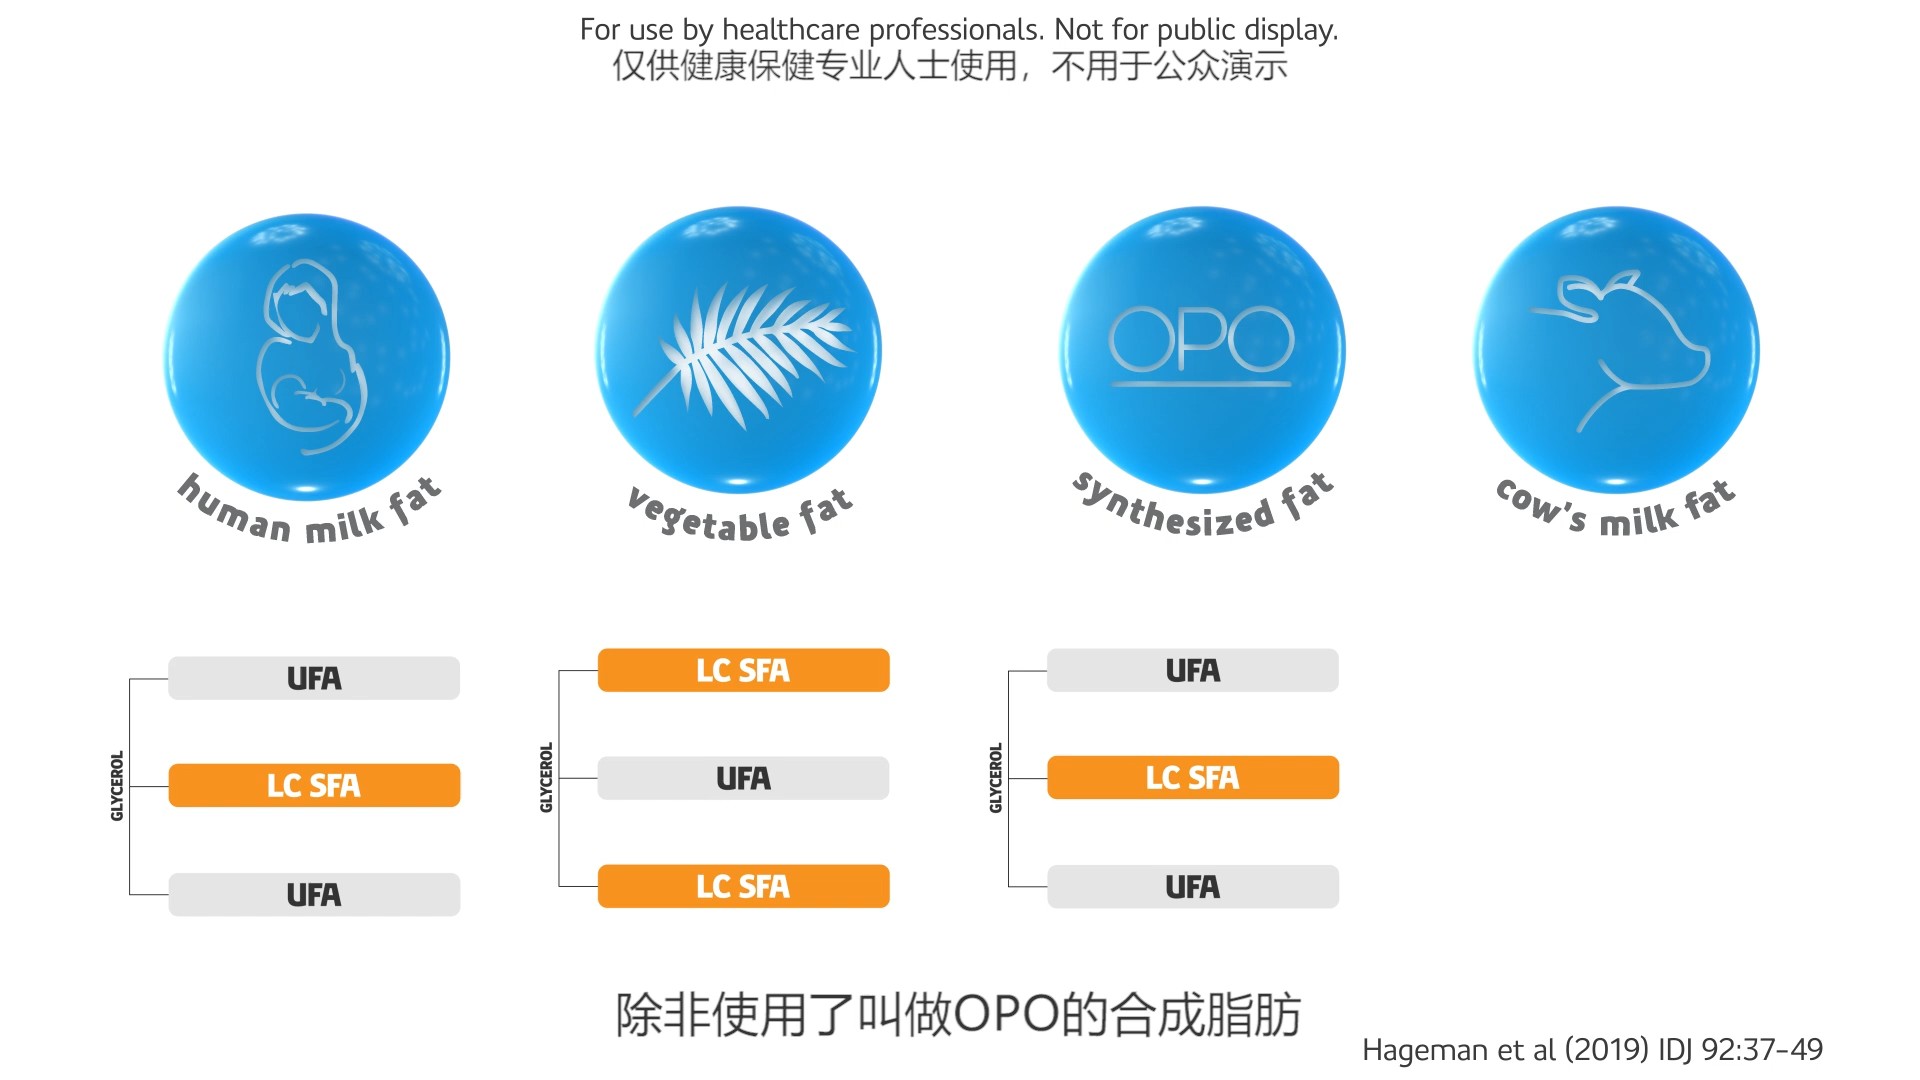 For use by healthcare professionals. Not for public display.
仅供健康保健专业人士使用，不用于公众演示
OPO
human milk fat
vegetable fat
synthesized fat
cow's milk fat
GLYCEROL
UFA
LC SFA
UFA
GLYCEROL
LC SFA
UFA
LC SFA
GLYCEROL
UFA
LC SFA
UFA
除非使用了叫做OPO的合成脂肪
Hageman et al (2019) IDJ 92:37-49